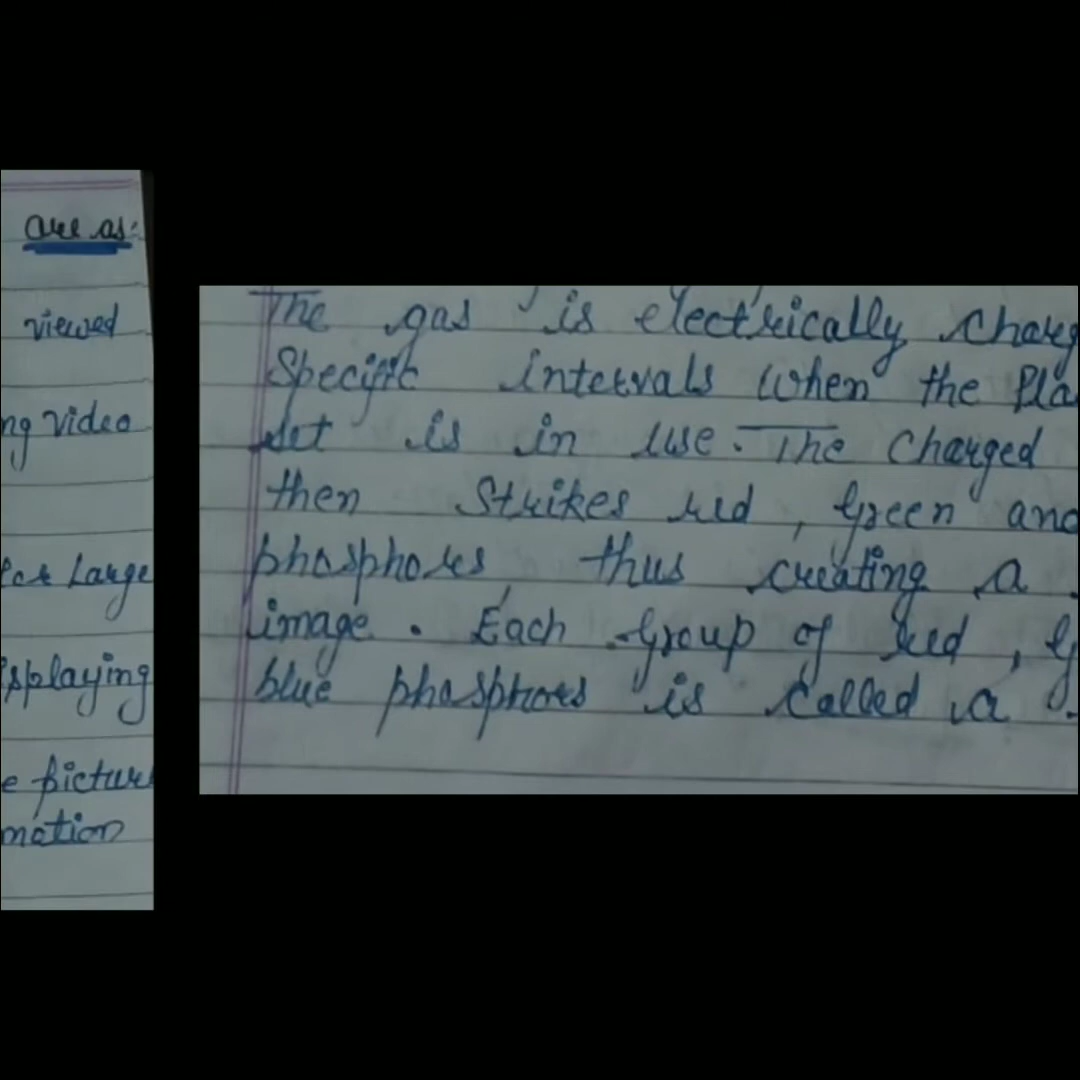 are as:
viewed
ng video
Large
splaying
e picture
mation
The gas is electrically charg
Specific intervals when the Pla
set is in use. The Charged
then Strikes red, Green and
phosphores, thus creating a
image. Each Group of red, G
blue phosphores is called a